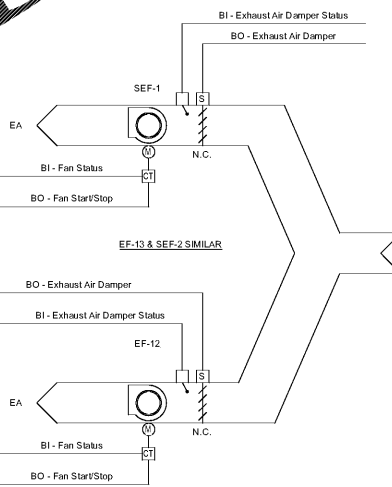 BI - Exhaust Air Damper Status
BO - Exhaust Air Damper
SEF-1
S
EA
N.C.
M
BI - Fan Status
CT
BO - Fan Start/Stop
EF-13 & SEF-2 SIMILAR
BO - Exhaust Air Damper
BI - Exhaust Air Damper Status
EF-12
S
EA
N.C.
M
BI - Fan Status
CT
BO - Fan Start/Stop